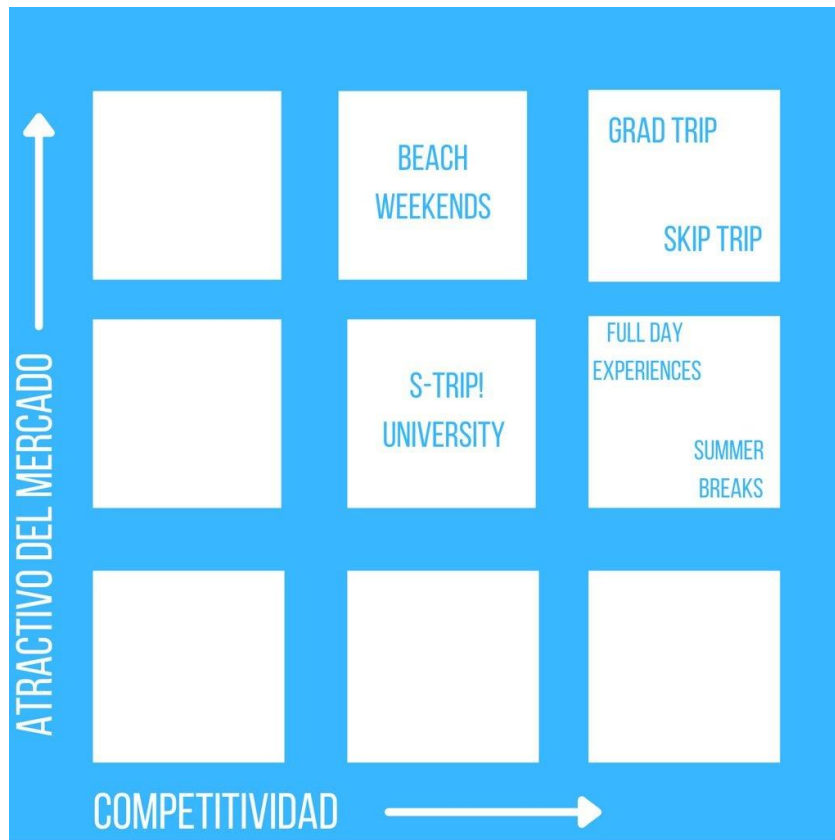 BEACH
WEEKENDS
GRAD TRIP
SKIP TRIP
S-TRIP!
UNIVERSITY
FULL DAY
EXPERIENCES
SUMMER
BREAKS
ATRACTIVO DEL MERCADO
COMPETITIVIDAD